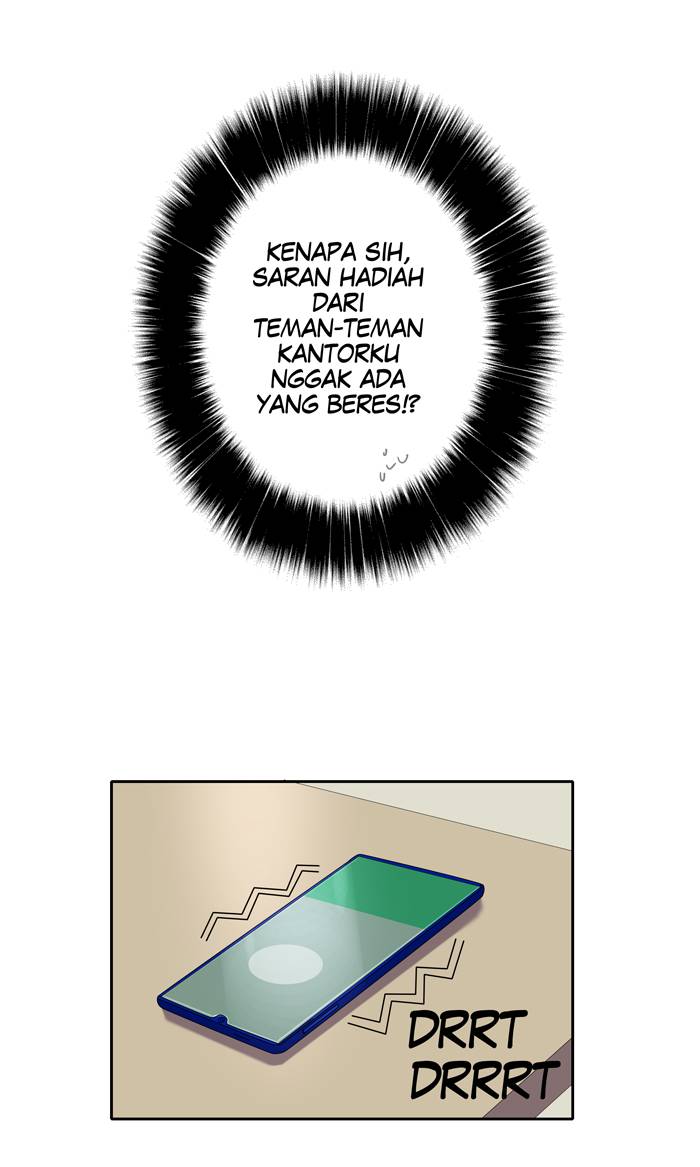 KENAPA SIH,
SARAN HADIAH
DARI
TEMAN-TEMAN
KANTORKU
NGGAK ADA
YANG BERES!?
DRRT
DRRRT